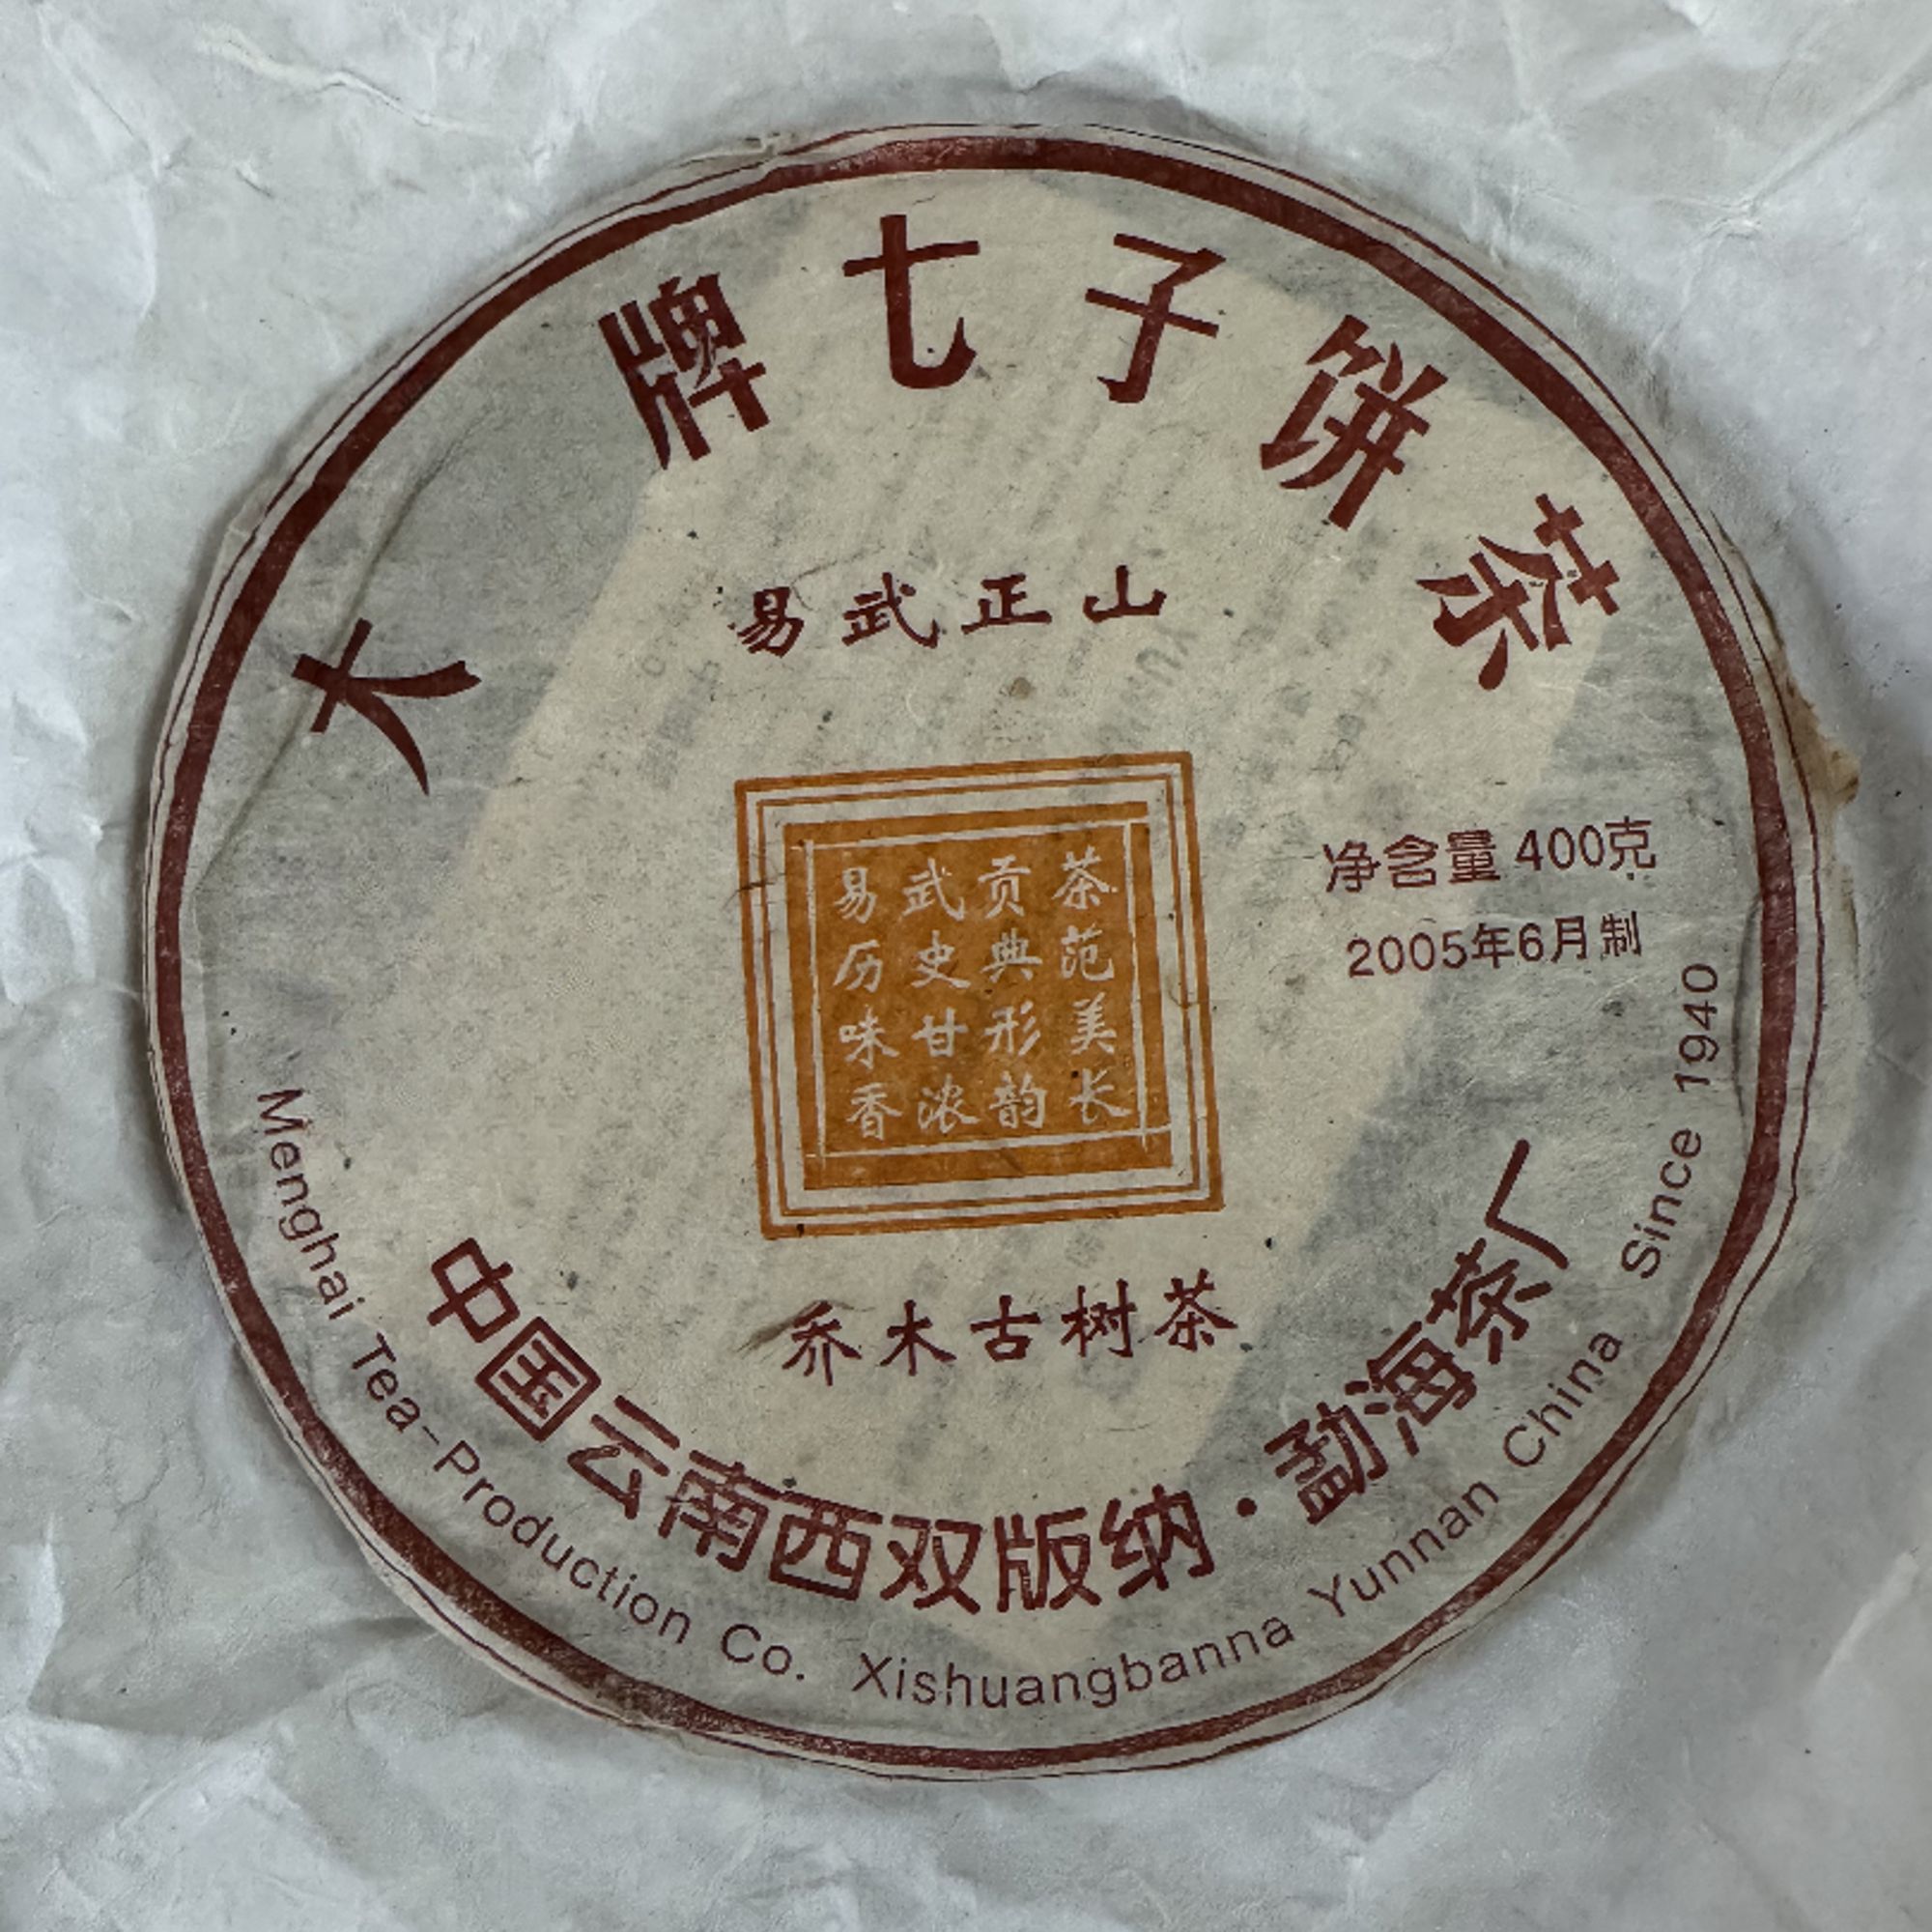 大 牌七子饼茶
易武正山
易武贡茶
历史典范
味甘形美
香浓韵长
净含量 400克
2005年6月制
乔木古树茶
中国云南西双版纳·勐海茶厂
Menghai Tea-Production Co. Xishuangbanna Yunnan China Since 1940